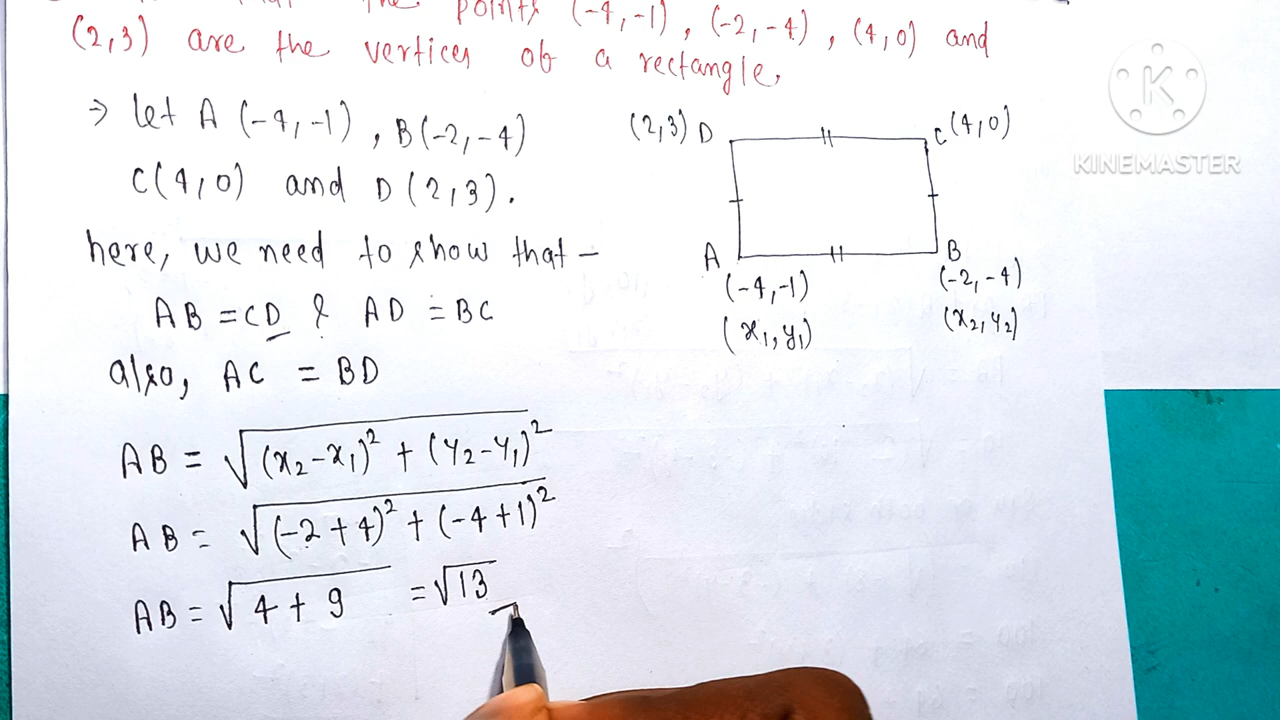 the points (-4,-1), (-2,-4), (4,0) and
(2,3) are the vertices of a rectangle.
⇒ let A (-4,-1), B(-2,-4)
C(4,0) and D(2,3).
here, we need to show that –
AB = CD & AD = BC
also, AC = BD
AB = √(x₂-x₁)² + (y₂-y₁)²
AB = √(-2+4)² + (-4+1)²
AB = √4+9 = √13
(2,3) D
C (4,0)
A
B
(-4,-1)
(-2,-4)
(x₁,y₁)
(x₂,y₂)
K
KINEMASTER